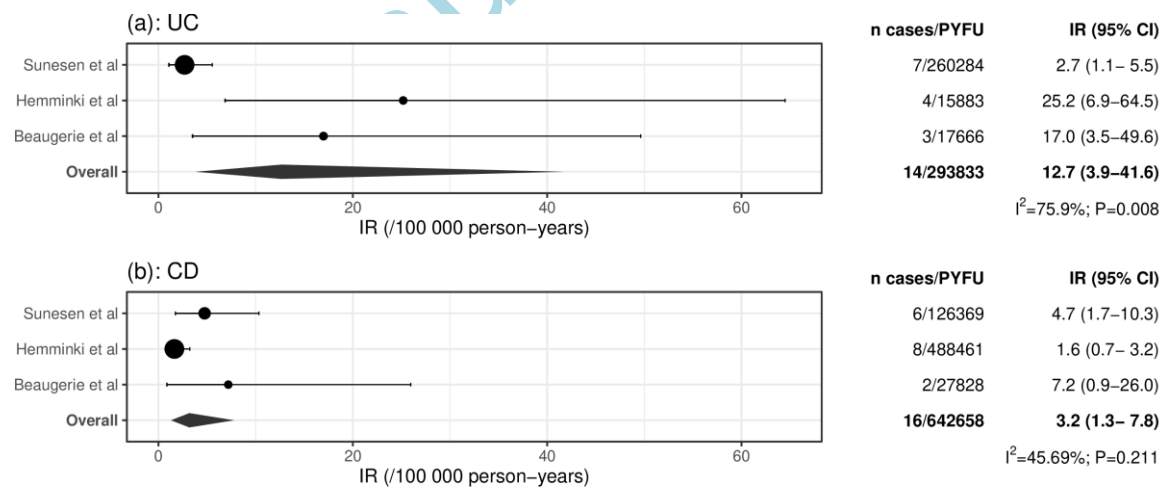 (a): UC
n cases/PYFU IR (95% CI)
Sunesen et al 7/260284 2.7 (1.1− 5.5)
Hemminki et al 4/15883 25.2 (6.9−64.5)
Beaugerie et al 3/17666 17.0 (3.5−49.6)
Overall 14/293833 12.7 (3.9−41.6)
0 20 40 60
I²=75.9%; P=0.008
IR (/100 000 person−years)
(b): CD
n cases/PYFU IR (95% CI)
Sunesen et al 6/126369 4.7 (1.7−10.3)
Hemminki et al 8/488461 1.6 (0.7− 3.2)
Beaugerie et al 2/27828 7.2 (0.9−26.0)
Overall 16/642658 3.2 (1.3− 7.8)
0 20 40 60
I²=45.69%; P=0.211
IR (/100 000 person−years)